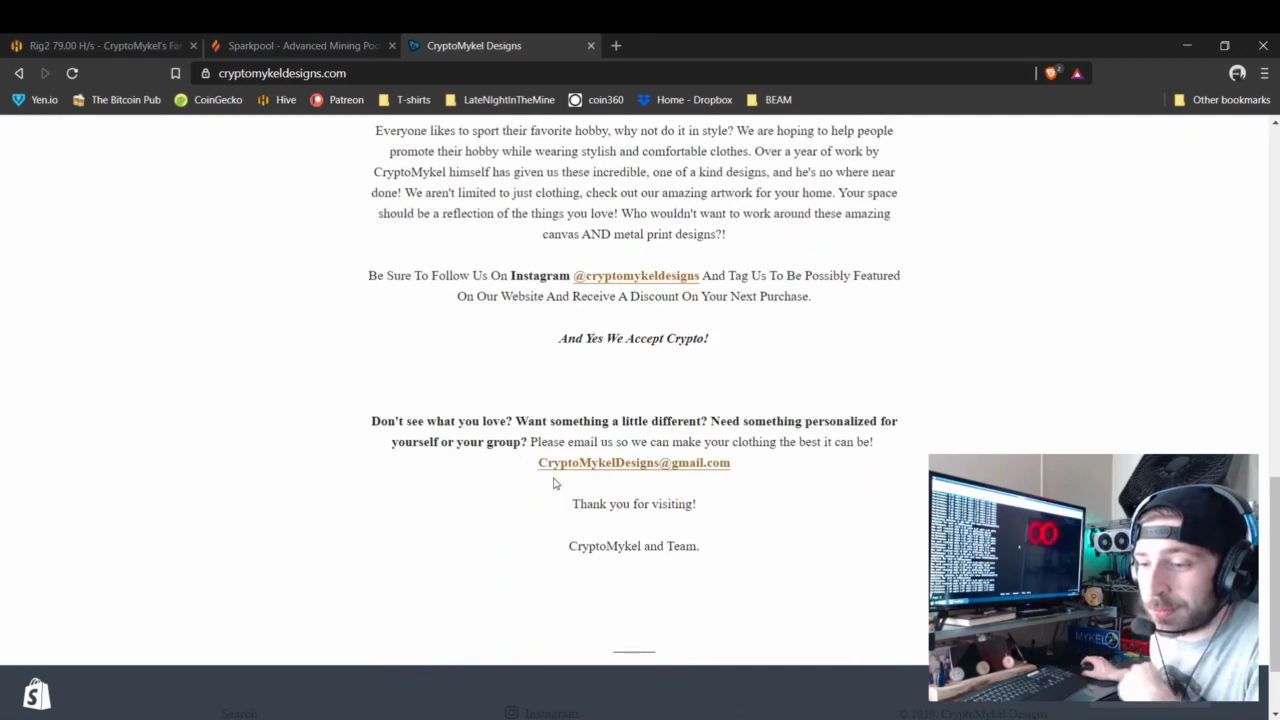 Rig2 79.00 H/s - CryptoMykel's Fa
Sparkpool - Advanced Mining Poo
CryptoMykel Designs
cryptomykeldesigns.com
2
Yen.io
The Bitcoin Pub
CoinGecko
Hive
Patreon
T-shirts
LateNIghtInTheMine
coin360
Home - Dropbox
BEAM
Other bookmarks
Everyone likes to sport their favorite hobby, why not do it in style? We are hoping to help people
promote their hobby while wearing stylish and comfortable clothes. Over a year of work by
CryptoMykel himself has given us these incredible, one of a kind designs, and he's no where near
done! We aren't limited to just clothing, check out our amazing artwork for your home. Your space
should be a reflection of the things you love! Who wouldn't want to work around these amazing
canvas AND metal print designs?!
Be Sure To Follow Us On Instagram @cryptomykeldesigns And Tag Us To Be Possibly Featured
On Our Website And Receive A Discount On Your Next Purchase.
And Yes We Accept Crypto!
Don't see what you love? Want something a little different? Need something personalized for
yourself or your group? Please email us so we can make your clothing the best it can be!
CryptoMykelDesigns@gmail.com
Thank you for visiting!
CryptoMykel and Team.
MYKEL
Search
Instagram
© 2019, CryptoMykel Designs